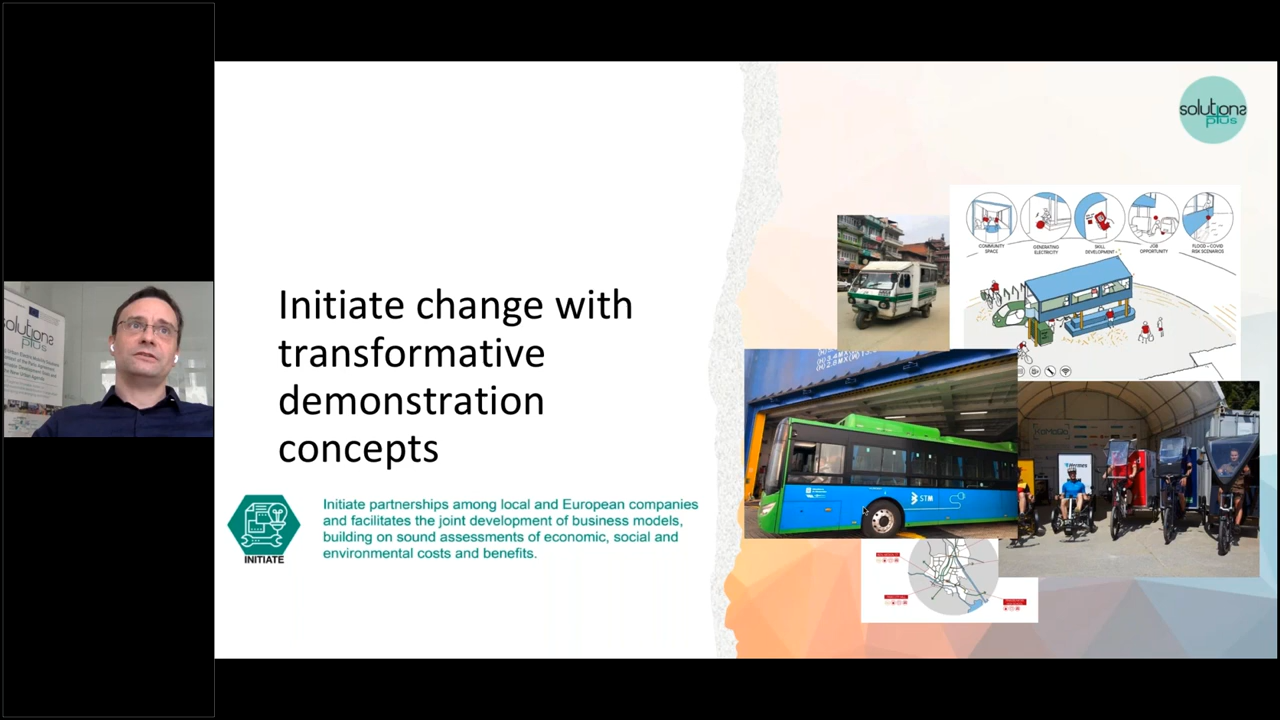 solutions
plus
Initiate change with
transformative
demonstration
concepts
INITIATE
Initiate partnerships among local and European companies
and facilitates the joint development of business models,
building on sound assessments of economic, social and
environmental costs and benefits.
solutions
plus
COMMUNITY
SPACE
GENERATING
ELECTRICITY
SKILL
DEVELOPMENT
JOB
OPPORTUNITY
FLOOD - COVID
RISK SCENARIOS
STM